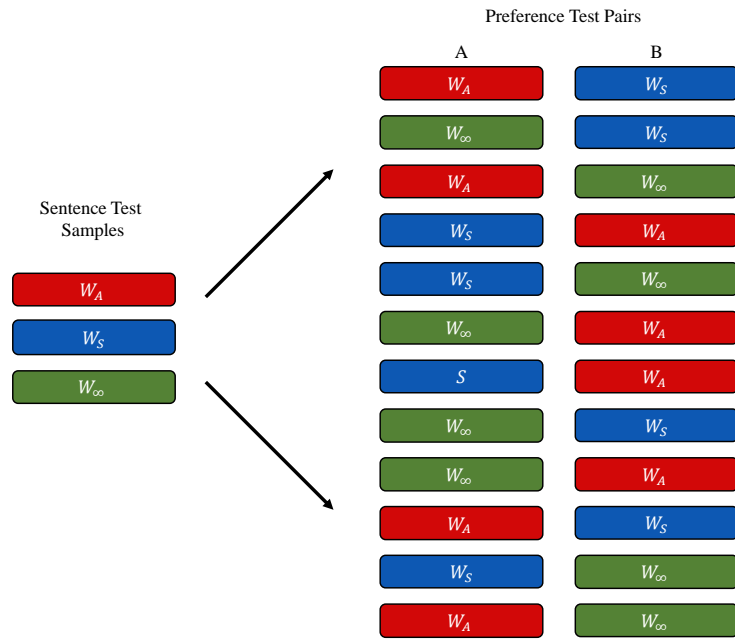 Preference Test Pairs
A B
W_A W_S
W_∞ W_S
W_A W_∞
W_S W_A
W_S W_∞
W_∞ W_A
S W_A
W_∞ W_S
W_∞ W_A
W_A W_S
W_S W_∞
W_A W_∞
Sentence Test
Samples
W_A
W_S
W_∞